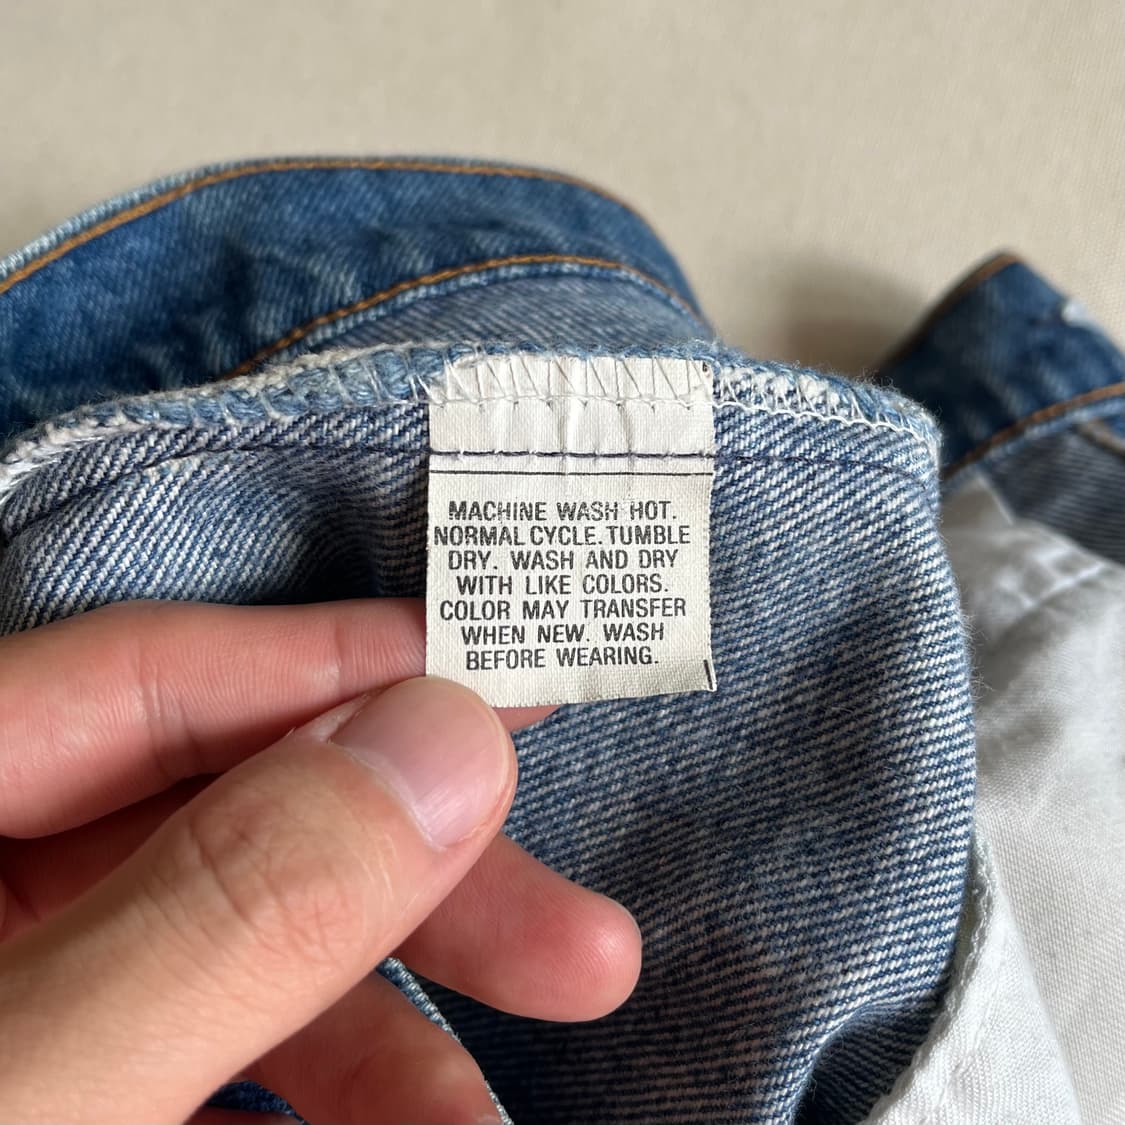 MACHINE WASH HOT.
NORMAL CYCLE. TUMBLE
DRY. WASH AND DRY
WITH LIKE COLORS.
COLOR MAY TRANSFER
WHEN NEW. WASH
BEFORE WEARING.